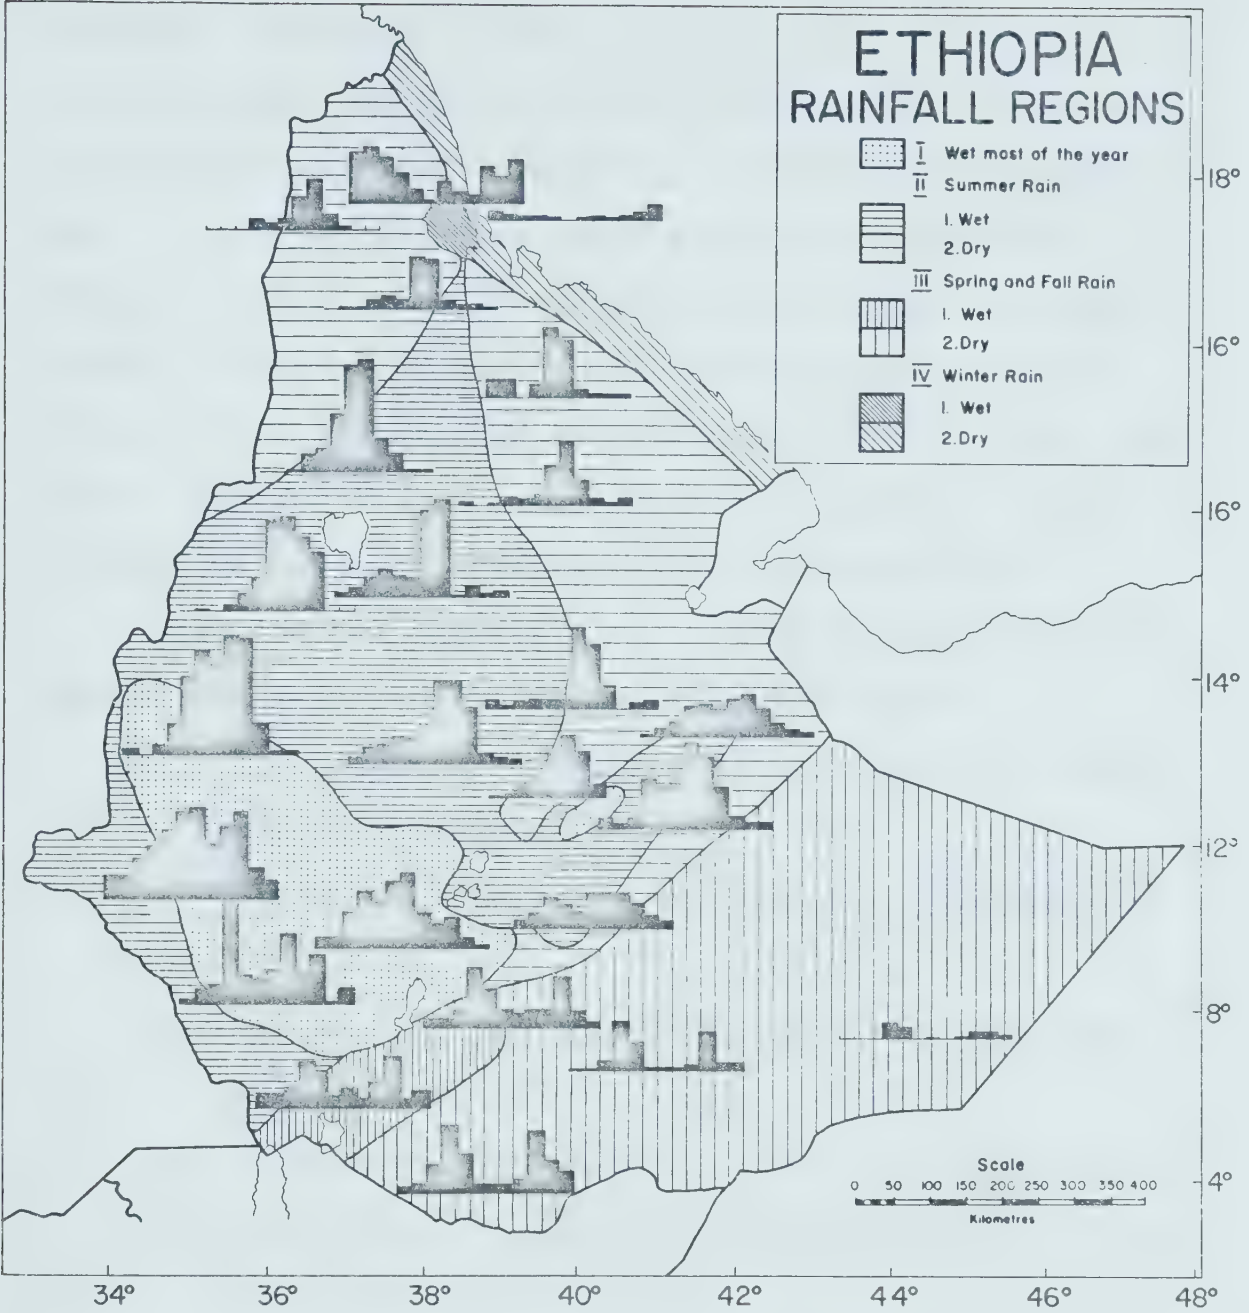 ETHIOPIA
RAINFALL REGIONS
I Wet most of the year
II Summer Rain
1. Wet
2. Dry
III Spring and Fall Rain
1. Wet
2. Dry
IV Winter Rain
1. Wet
2. Dry
18°
16°
16°
14°
12°
8°
4°
Scale
0 50 100 150 200 250 300 350 400
Kilometres
34° 36° 38° 40° 42° 44° 46° 48°